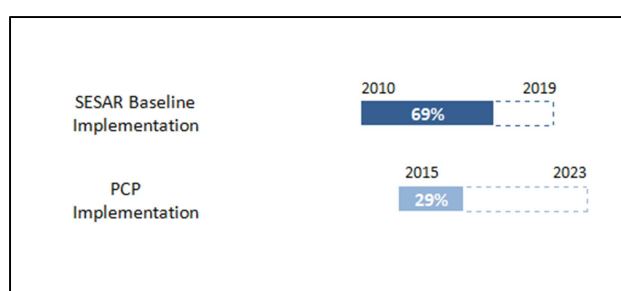 2010 2019
SESAR Baseline
Implementation
69%
2015 2023
PCP
Implementation
29%